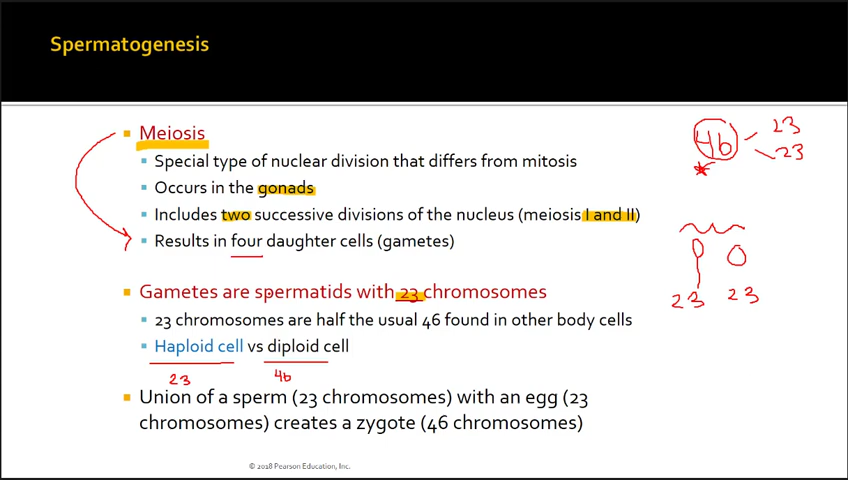 Spermatogenesis
Meiosis
Special type of nuclear division that differs from mitosis
Occurs in the gonads
Includes two successive divisions of the nucleus (meiosis I and II)
Results in four daughter cells (gametes)
46
23
23
23 23
Gametes are spermatids with 23 chromosomes
23 chromosomes are half the usual 46 found in other body cells
Haploid cell vs diploid cell
23 46
Union of a sperm (23 chromosomes) with an egg (23
chromosomes) creates a zygote (46 chromosomes)
© 2018 Pearson Education, Inc.